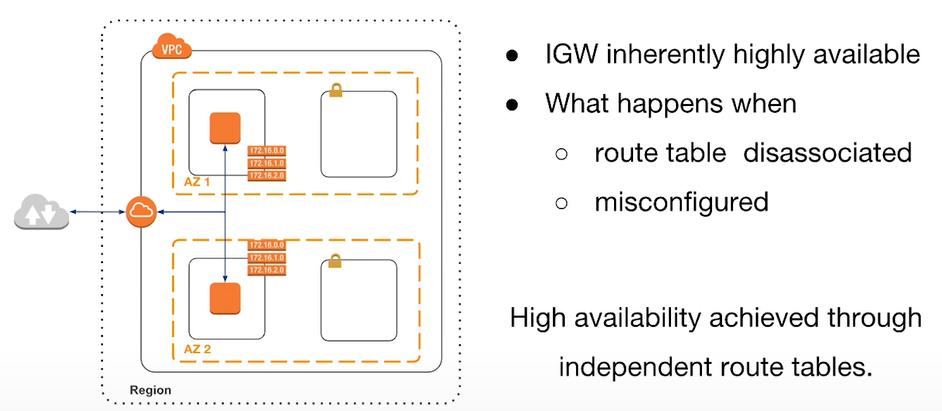 VPC
172.16.0.0
172.16.1.0
172.16.2.0
AZ 1
172.16.0.0
172.16.1.0
172.16.2.0
AZ 2
Region
● IGW inherently highly available
● What happens when
○ route table disassociated
○ misconfigured
High availability achieved through
independent route tables.